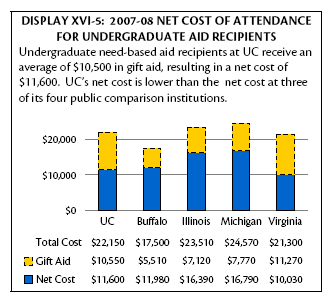 DISPLAY XVI-5: 2007-08 NET COST OF ATTENDANCE
FOR UNDERGRADUATE AID RECIPIENTS
Undergraduate need-based aid recipients at UC receive an
average of $10,500 in gift aid, resulting in a net cost of
$11,600. UC's net cost is lower than the net cost at three
of its four public comparison institutions.
$20,000
$10,000
$0
UC Buffalo Illinois Michigan Virginia
Total Cost $22,150 $17,500 $23,510 $24,570 $21,300
Gift Aid $10,550 $5,510 $7,120 $7,770 $11,270
Net Cost $11,600 $11,980 $16,390 $16,790 $10,030